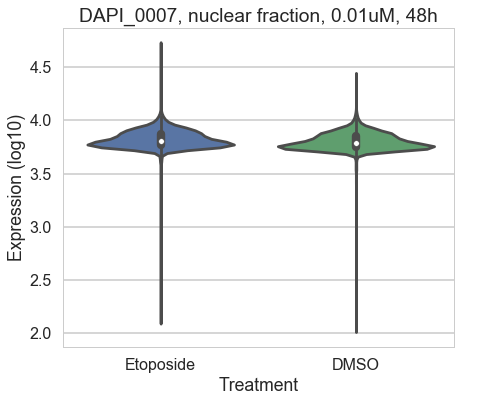 DAPI_0007, nuclear fraction, 0.01uM, 48h
Expression (log10)
4.5
4.0
3.5
3.0
2.5
2.0
Etoposide DMSO
Treatment